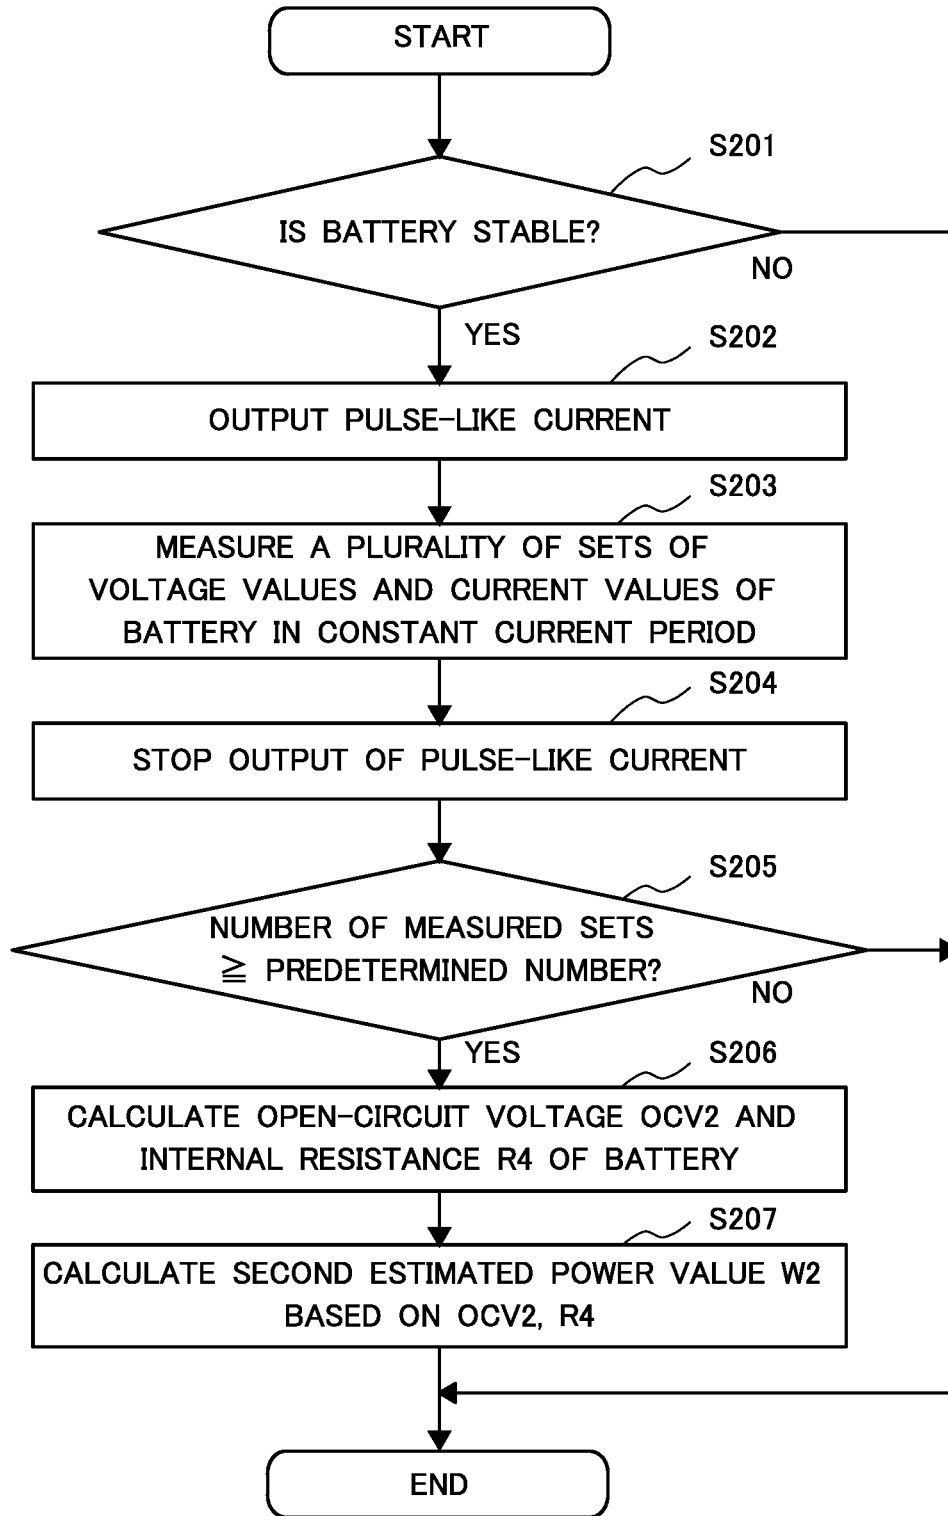 START
S201
IS BATTERY STABLE?
NO
YES
S202
OUTPUT PULSE-LIKE CURRENT
S203
MEASURE A PLURALITY OF SETS OF
VOLTAGE VALUES AND CURRENT VALUES OF
BATTERY IN CONSTANT CURRENT PERIOD
S204
STOP OUTPUT OF PULSE-LIKE CURRENT
S205
NUMBER OF MEASURED SETS
≧ PREDETERMINED NUMBER?
NO
YES
S206
CALCULATE OPEN-CIRCUIT VOLTAGE OCV2 AND
INTERNAL RESISTANCE R4 OF BATTERY
S207
CALCULATE SECOND ESTIMATED POWER VALUE W2
BASED ON OCV2, R4
END